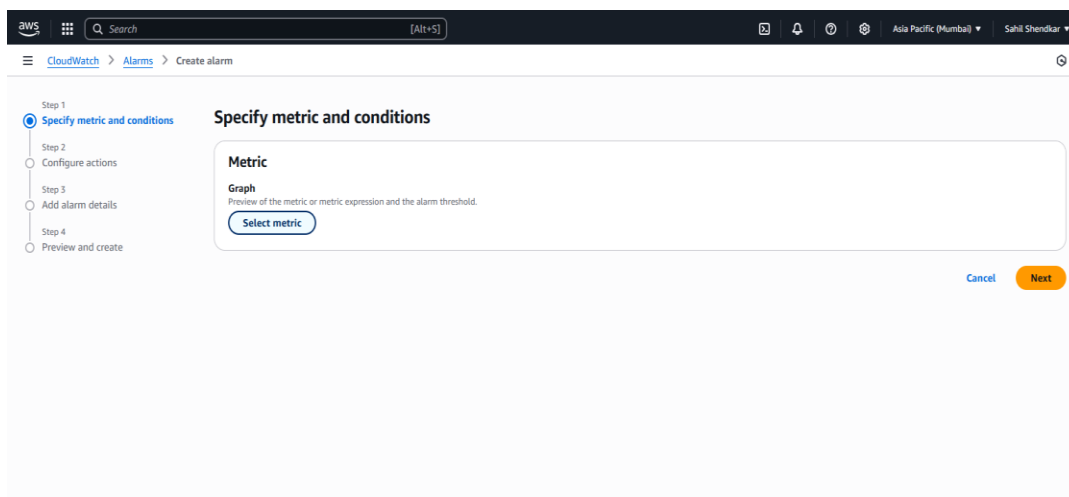 aws
Search [Alt+S]
Asia Pacific (Mumbai) Sahil Shendkar
CloudWatch > Alarms > Create alarm
Step 1
Specify metric and conditions
Step 2
Configure actions
Step 3
Add alarm details
Step 4
Preview and create
Specify metric and conditions
Metric
Graph
Preview of the metric or metric expression and the alarm threshold.
Select metric
Cancel Next